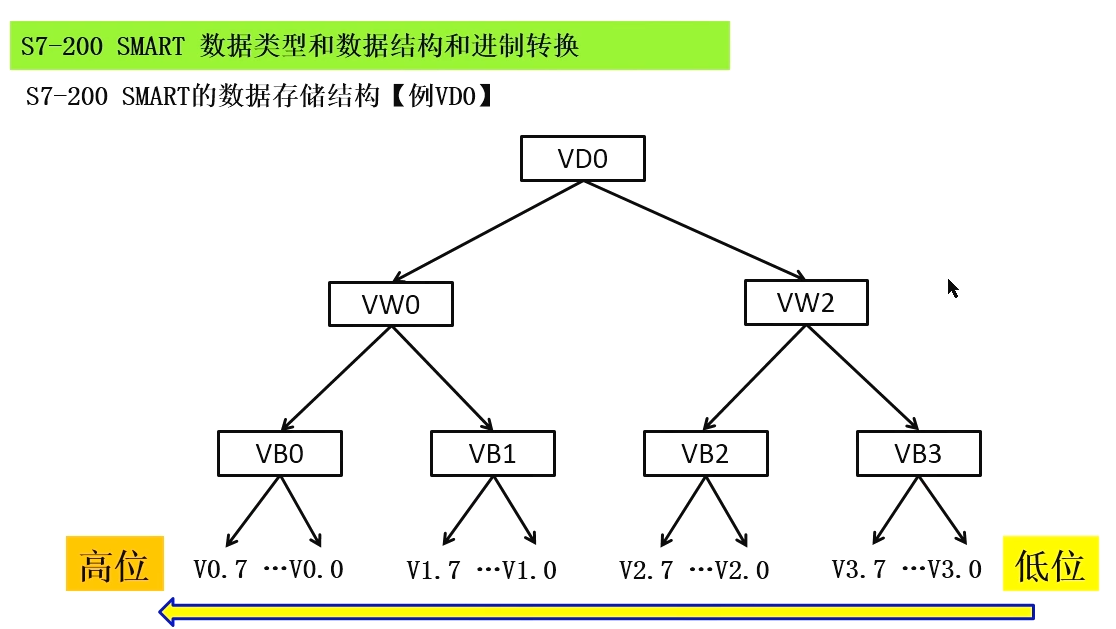 S7-200 SMART 数据类型和数据结构和进制转换
S7-200 SMART的数据存储结构【例VD0】
VD0
VW0 VW2
VB0 VB1 VB2 VB3
高位 V0.7 …V0.0 V1.7 …V1.0 V2.7 …V2.0 V3.7 …V3.0 低位